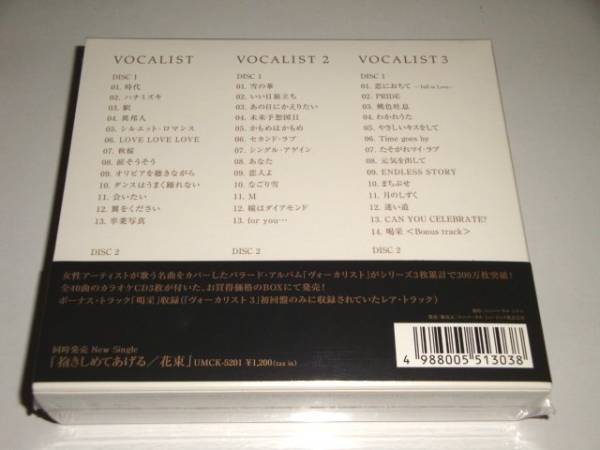 VOCALIST
DISC 1
01. 時代
02. ハナミズキ
03. 駅
04. 異邦人
05. シルエット・ロマンス
06. LOVE LOVE LOVE
07. 秋桜
08. 涙そうそう
09. オリビアを聴きながら
10. ダンスはうまく踊れない
11. 会いたい
12. 翼をください
13. 卒業写真
DISC 2
VOCALIST 2
DISC 1
01. 雪の華
02. いい日旅立ち
03. あの日にかえりたい
04. 未来予想図II
05. かもめはかもめ
06. セカンド・ラブ
07. シングル・アゲイン
08. あなた
09. 恋人よ
10. なごり雪
11. M
12. 瞳はダイアモンド
13. for you…
DISC 2
VOCALIST 3
DISC 1
01. 恋におちて －Fall in Love－
02. PRIDE
03. 桃色吐息
04. わかれうた
05. やさしいキスをして
06. Time goes by
07. たそがれマイ・ラブ
08. 元気を出して
09. ENDLESS STORY
10. まちぶせ
11. 月のしずく
12. 迷い道
13. CAN YOU CELEBRATE?
14. 喝采 <Bonus track>
DISC 2
女性アーティストが歌う名曲をカバーしたバラード・アルバム「ヴォーカリスト」がシリーズ3枚累計で300万枚突破!
全40曲のカラオケCD3枚が付いた、お買得価格のBOXにて発売!
ボーナス・トラック「喝采」収録(「ヴォーカリスト 3」初回盤のみに収録されていたレア・トラック)
同時発売 New Single
「抱きしめてあげる/花束」UMCK-5201 ¥1,200(tax in)
4 988005 513038